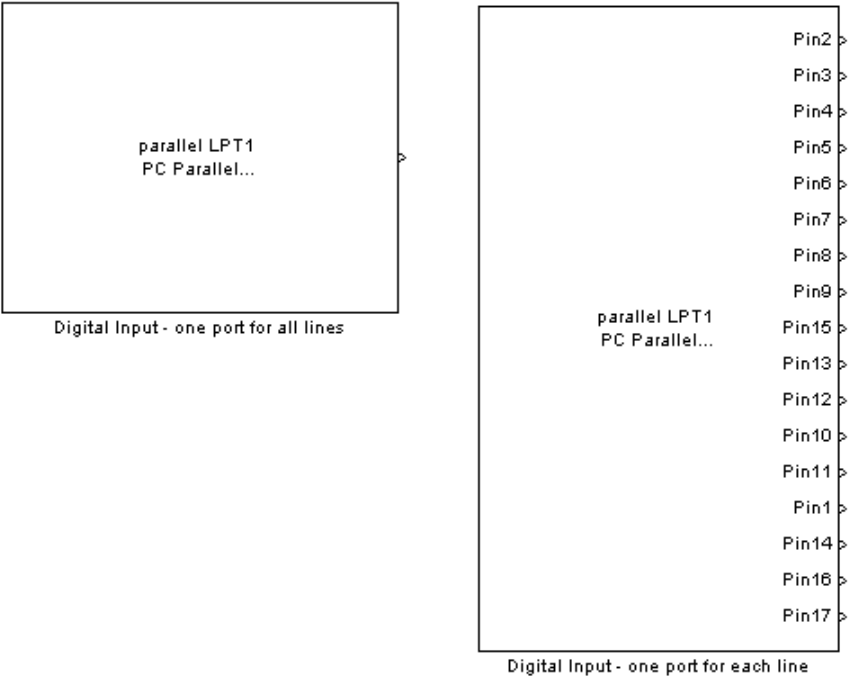 parallel LPT1
PC Parallel...
Digital Input - one port for all lines
Pin2
Pin3
Pin4
Pin5
Pin6
Pin7
Pin8
Pin9
parallel LPT1
PC Parallel...
Pin15
Pin13
Pin12
Pin10
Pin11
Pin1
Pin14
Pin16
Pin17
Digital Input - one port for each line